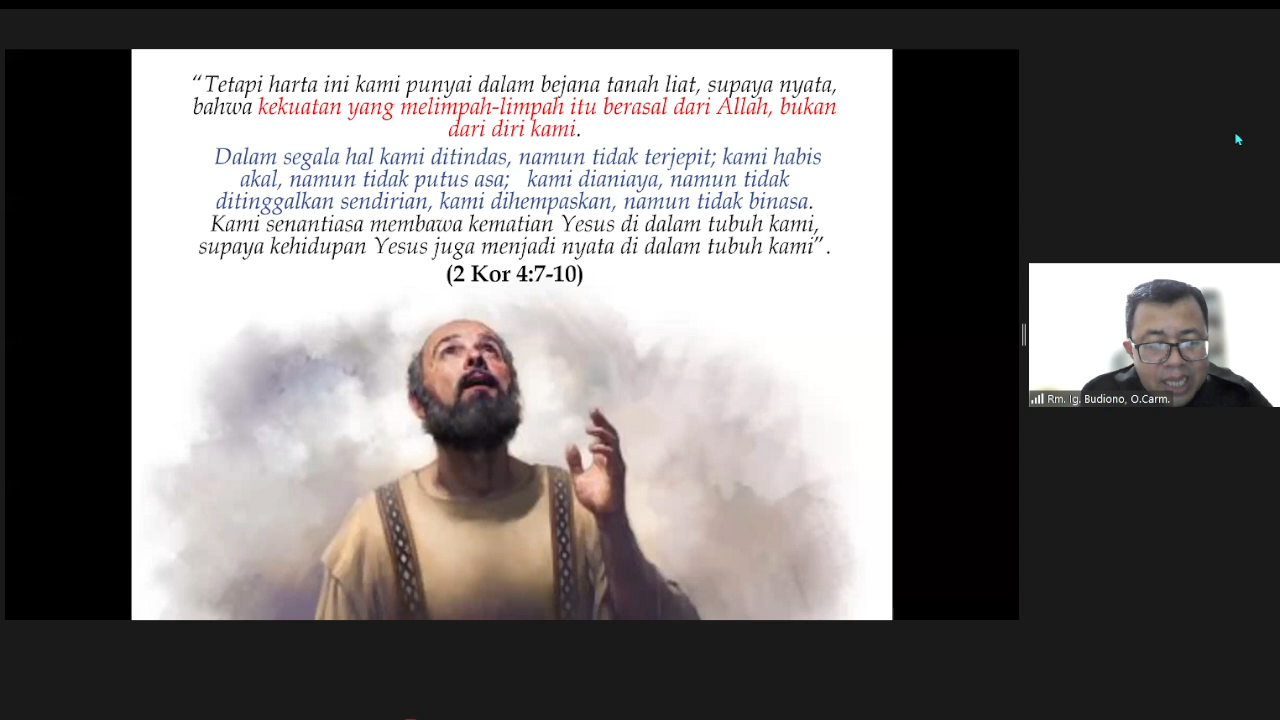 “Tetapi harta ini kami punyai dalam bejana tanah liat, supaya nyata,
bahwa kekuatan yang melimpah-limpah itu berasal dari Allah, bukan
dari diri kami.
Dalam segala hal kami ditindas, namun tidak terjepit; kami habis
akal, namun tidak putus asa; kami dianiaya, namun tidak
ditinggalkan sendirian, kami dihempaskan, namun tidak binasa.
Kami senantiasa membawa kematian Yesus di dalam tubuh kami,
supaya kehidupan Yesus juga menjadi nyata di dalam tubuh kami”.
(2 Kor 4:7-10)
Rm. Ig. Budiono, O.Carm.